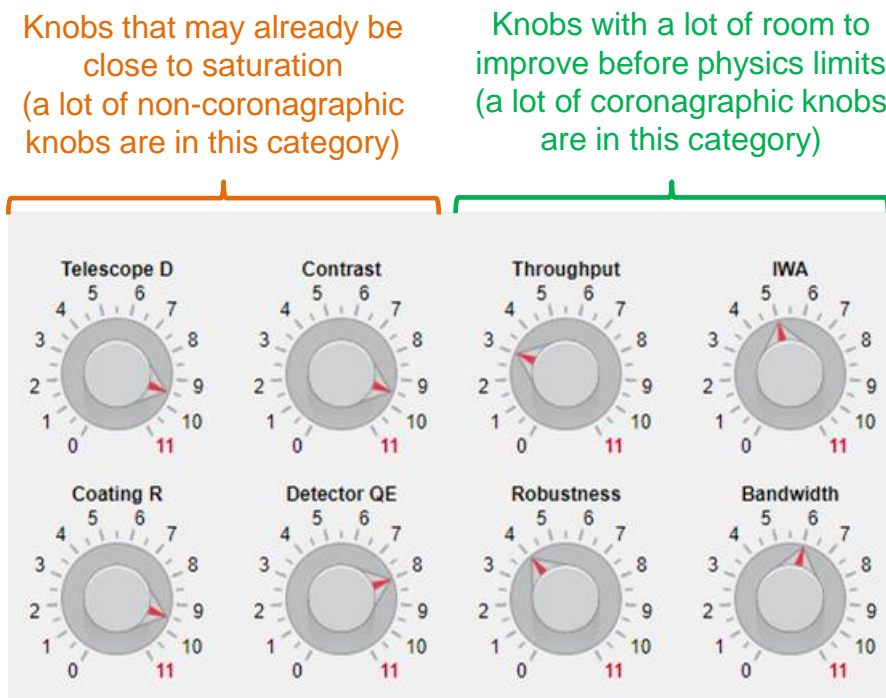 Knobs that may already be
close to saturation
(a lot of non-coronagraphic
knobs are in this category)
Knobs with a lot of room to
improve before physics limits
(a lot of coronagraphic knobs
are in this category)
Telescope D
0 1 2 3 4 5 6 7 8 9 10 11
Contrast
0 1 2 3 4 5 6 7 8 9 10 11
Throughput
0 1 2 3 4 5 6 7 8 9 10 11
IWA
0 1 2 3 4 5 6 7 8 9 10 11
Coating R
0 1 2 3 4 5 6 7 8 9 10 11
Detector QE
0 1 2 3 4 5 6 7 8 9 10 11
Robustness
0 1 2 3 4 5 6 7 8 9 10 11
Bandwidth
0 1 2 3 4 5 6 7 8 9 10 11